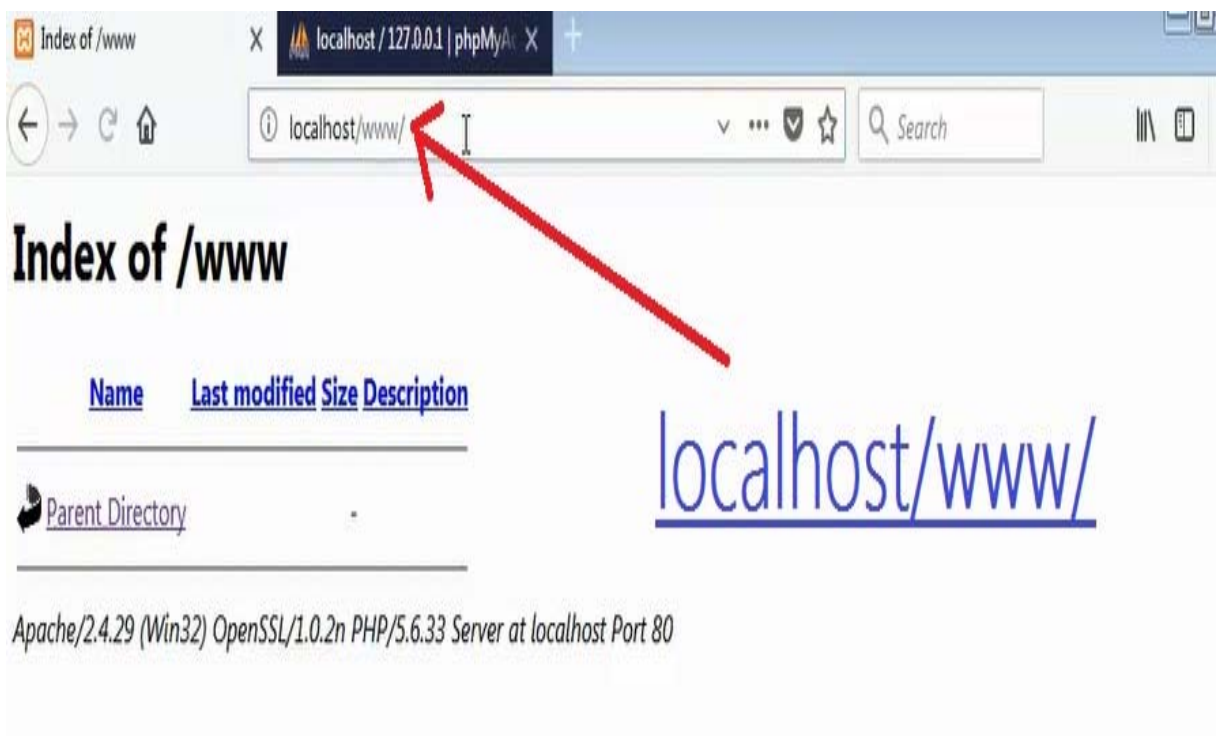 Index of /www
localhost / 127.0.0.1 | phpMyAd
localhost/www/
Search
Index of /www
Name Last modified Size Description
Parent Directory -
localhost/www/
Apache/2.4.29 (Win32) OpenSSL/1.0.2n PHP/5.6.33 Server at localhost Port 80